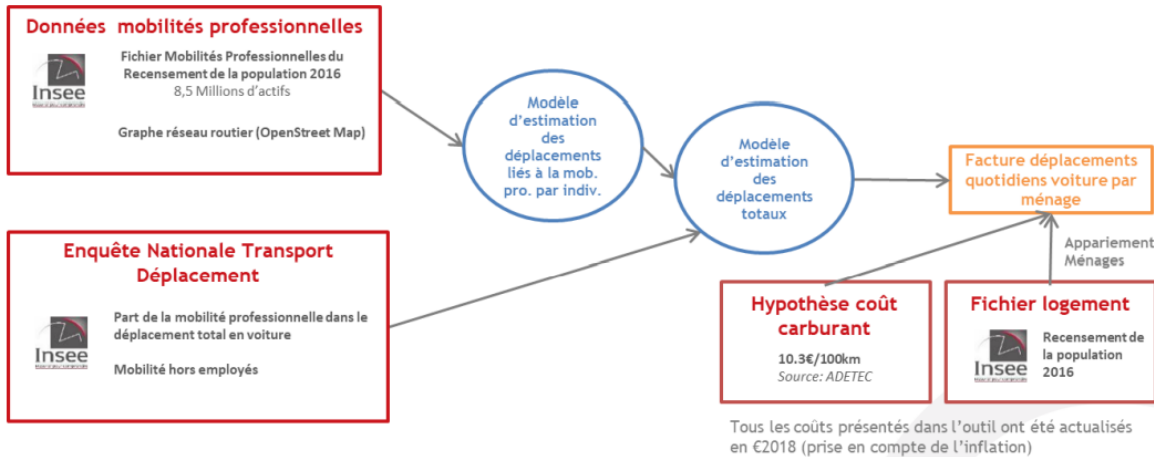 Données mobilités professionnelles
Insee
Fichier Mobilités Professionnelles du
Recensement de la population 2016
8,5 Millions d'actifs
Graphe réseau routier (OpenStreet Map)
Modèle
d'estimation
des
déplacements
liés à la mob.
pro. par indiv.
Modèle
d'estimation
des
déplacements
totaux
Facture déplacements
quotidiens voiture par
ménage
Enquête Nationale Transport
Déplacement
Insee
Part de la mobilité professionnelle dans le
déplacement total en voiture
Mobilité hors employés
Appariement
Ménages
Hypothèse coût
carburant
10.3€/100km
Source: ADETEC
Fichier logement
Insee
Recensement de
la population
2016
Tous les coûts présentés dans l'outil ont été actualisés
en €2018 (prise en compte de l'inflation)